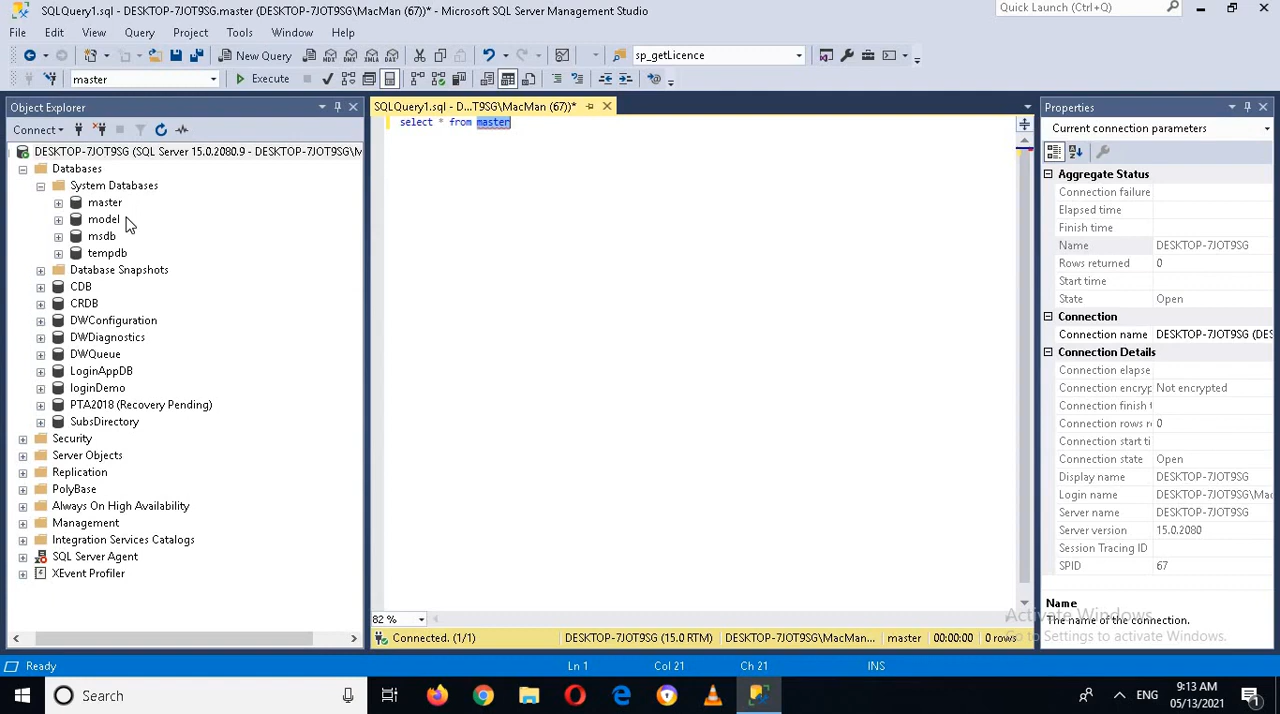 SQLQuery1.sql - DESKTOP-7JOT9SG.master (DESKTOP-7JOT9SG\MacMan (67))* - Microsoft SQL Server Management Studio
Quick Launch (Ctrl+Q)
File Edit View Query Project Tools Window Help
New Query
sp_getLicence
master
Execute
Object Explorer
SQLQuery1.sql - D...T9SG\MacMan (67))*
Properties
Connect
select * from master
Current connection parameters
DESKTOP-7JOT9SG (SQL Server 15.0.2080.9 - DESKTOP-7JOT9SG\M
Databases
System Databases
master
model
msdb
tempdb
Database Snapshots
CDB
CRDB
DWConfiguration
DWDiagnostics
DWQueue
LoginAppDB
loginDemo
PTA2018 (Recovery Pending)
SubsDirectory
Security
Server Objects
Replication
PolyBase
Always On High Availability
Management
Integration Services Catalogs
SQL Server Agent
XEvent Profiler
Aggregate Status
Connection failure
Elapsed time
Finish time
Name DESKTOP-7JOT9SG
Rows returned 0
Start time
State Open
Connection
Connection name DESKTOP-7JOT9SG (DES
Connection Details
Connection elapse
Connection encryp Not encrypted
Connection finish t
Connection rows re 0
Connection start ti
Connection state Open
Display name DESKTOP-7JOT9SG
Login name DESKTOP-7JOT9SG\Mac
Server name DESKTOP-7JOT9SG
Server version 15.0.2080
Session Tracing ID
SPID 67
Name
The name of the connection.
Activate Windows
Go to Settings to activate Windows.
82 %
Connected. (1/1) DESKTOP-7JOT9SG (15.0 RTM) DESKTOP-7JOT9SG\MacMan... master 00:00:00 0 rows
Ready Ln 1 Col 21 Ch 21 INS
Search
ENG
9:13 AM
05/13/2021
1